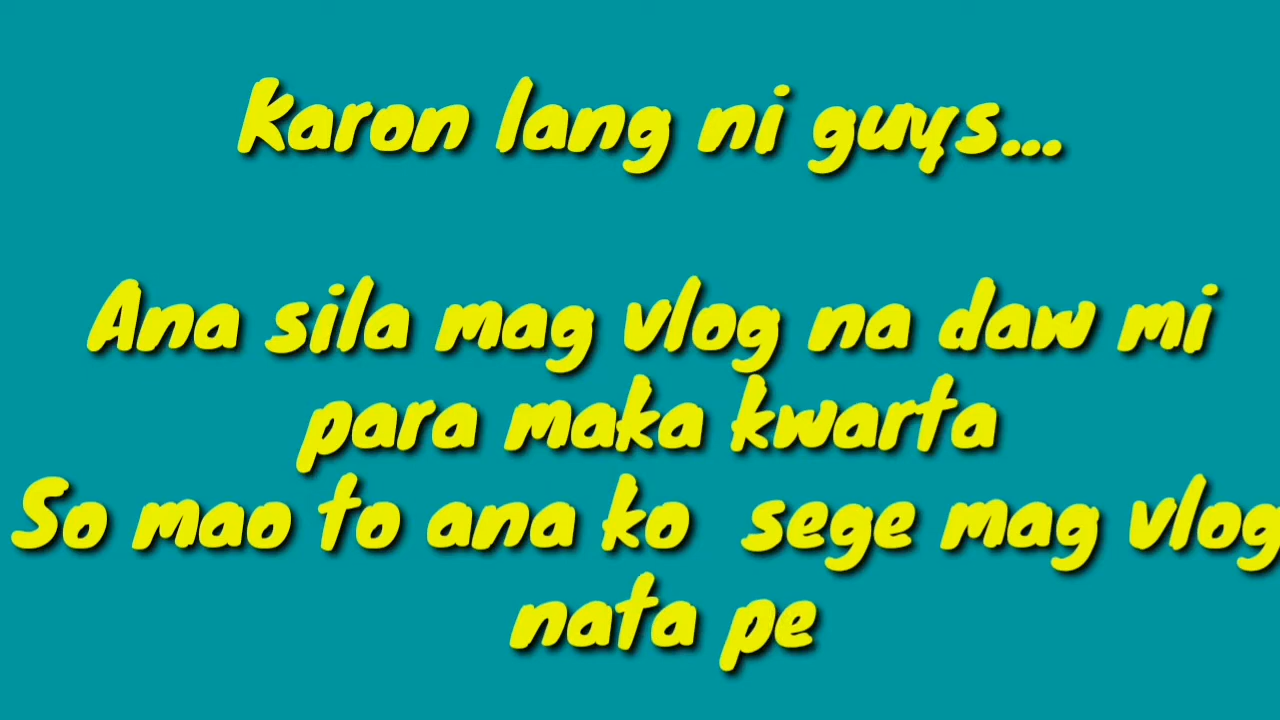 Karon lang ni guys...
Ana sila mag vlog na daw mi
para maka kwarta
So mao to ana ko sege mag vlog
nata pe